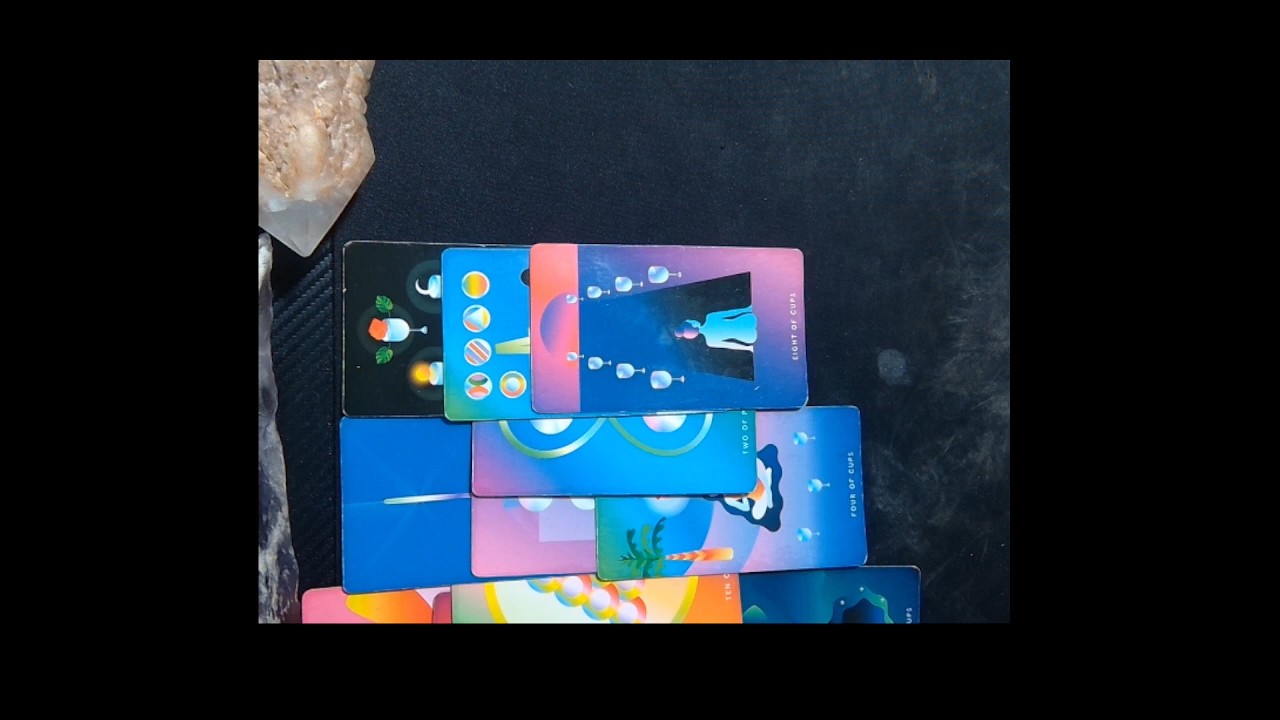 EIGHT OF CUPS
TWO OF
FOUR OF CUPS
TEN
UPS